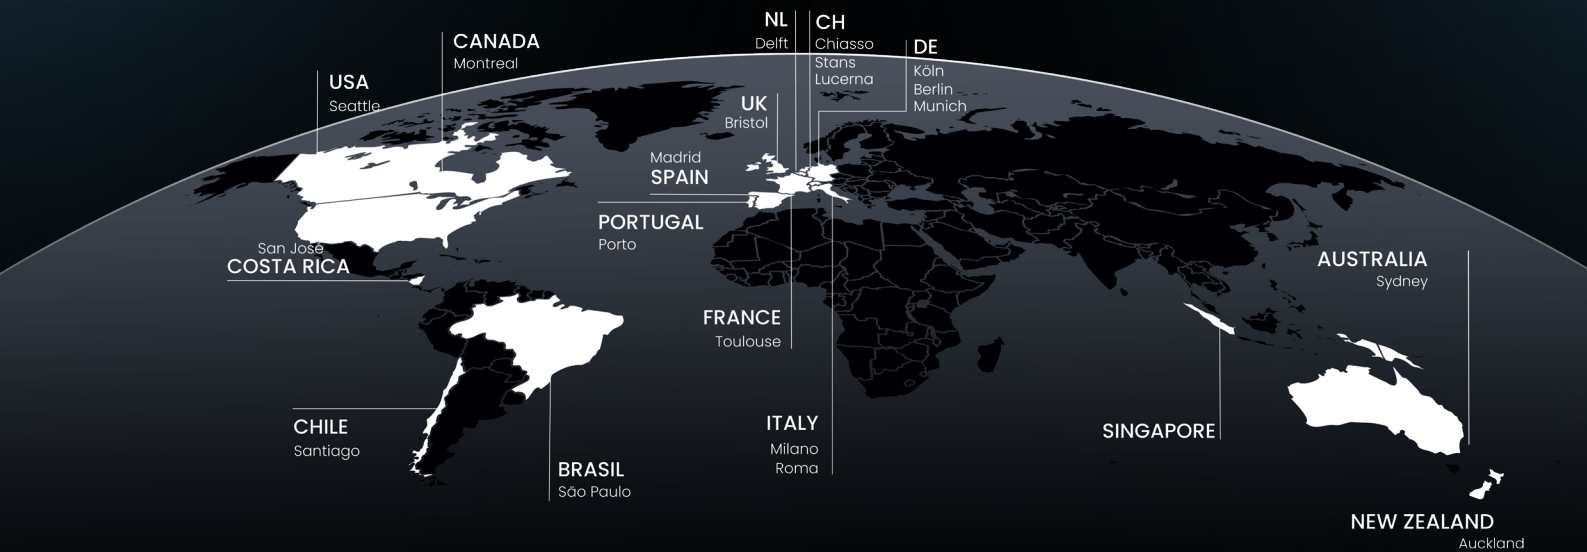 USA
Seattle
CANADA
Montreal
NL
Delft
CH
Chiasso
Stans
Lucerna
DE
Köln
Berlin
Munich
UK
Bristol
Madrid
SPAIN
PORTUGAL
Porto
San José
COSTA RICA
FRANCE
Toulouse
ITALY
Milano
Roma
CHILE
Santiago
BRASIL
São Paulo
AUSTRALIA
Sydney
SINGAPORE
NEW ZEALAND
Auckland